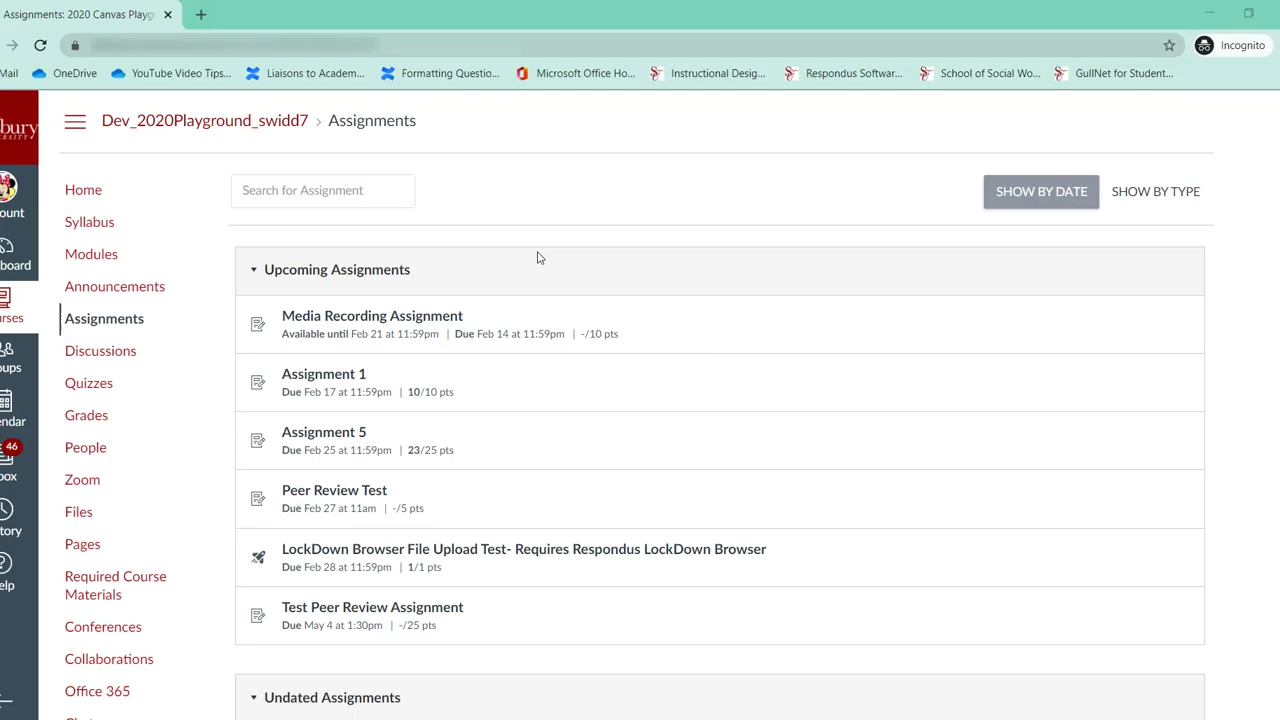 Assignments: 2020 Canvas Playg
Incognito
Mail
OneDrive
YouTube Video Tips...
Liaisons to Academ...
Formatting Questio...
Microsoft Office Ho...
Instructional Desig...
Respondus Softwar...
School of Social Wo...
GullNet for Student...
bury
Dev_2020Playground_swidd7 › Assignments
ount
board
urses
oups
endar
46
box
tory
elp
Home
Syllabus
Modules
Announcements
Assignments
Discussions
Quizzes
Grades
People
Zoom
Files
Pages
Required Course
Materials
Conferences
Collaborations
Office 365
Search for Assignment
SHOW BY DATE
SHOW BY TYPE
Upcoming Assignments
Media Recording Assignment
Available until Feb 21 at 11:59pm | Due Feb 14 at 11:59pm | -/10 pts
Assignment 1
Due Feb 17 at 11:59pm | 10/10 pts
Assignment 5
Due Feb 25 at 11:59pm | 23/25 pts
Peer Review Test
Due Feb 27 at 11am | -/5 pts
LockDown Browser File Upload Test- Requires Respondus LockDown Browser
Due Feb 28 at 11:59pm | 1/1 pts
Test Peer Review Assignment
Due May 4 at 1:30pm | -/25 pts
Undated Assignments